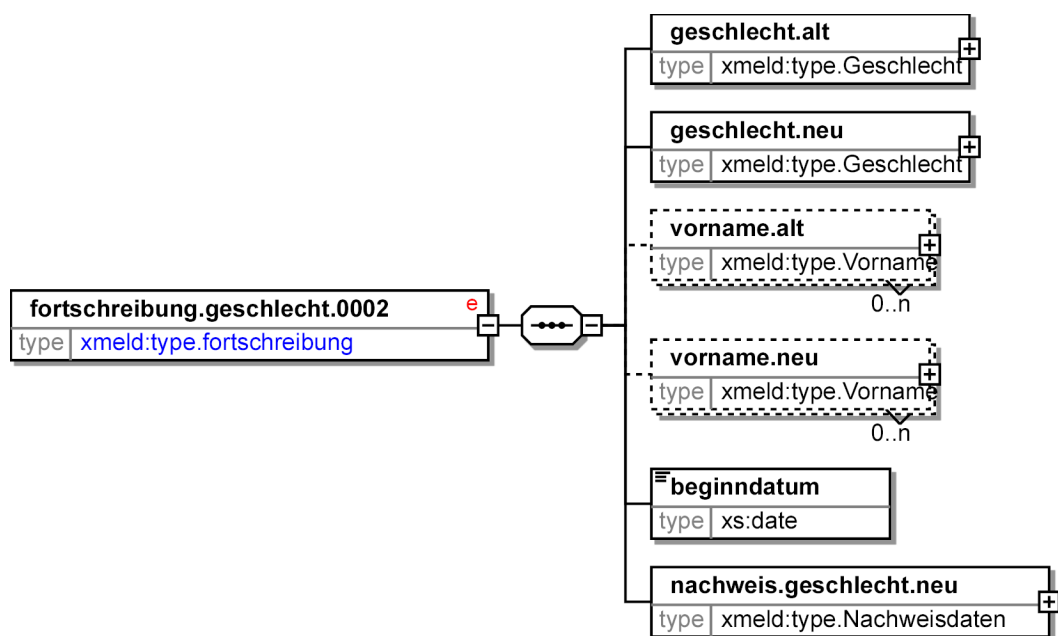 geschlecht.alt
type xmeld:type.Geschlecht
geschlecht.neu
type xmeld:type.Geschlecht
vorname.alt
type xmeld:type.Vorname
0..n
fortschreibung.geschlecht.0002 e
type xmeld:type.fortschreibung
vorname.neu
type xmeld:type.Vorname
0..n
beginndatum
type xs:date
nachweis.geschlecht.neu
type xmeld:type.Nachweisdaten